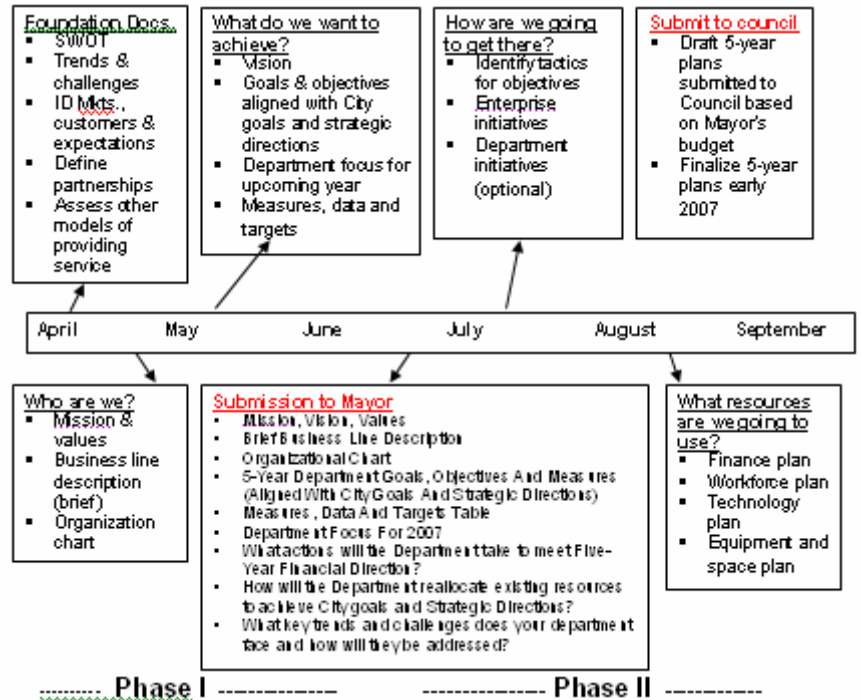 Foundation Docs.
▪ SWOT
▪ Trends &
challenges
▪ ID Mkts.,
customers &
expectations
▪ Define
partnerships
▪ Assess other
models of
providing
service
What do we want to
achieve?
▪ Vision
▪ Goals & objectives
aligned with City
goals and strategic
directions
▪ Department focus for
upcoming year
▪ Measures, data and
targets
How are we going
to get there?
▪ Identify tactics
for objectives
▪ Enterprise
initiatives
▪ Department
initiatives
(optional)
Submit to council
▪ Draft 5-year
plans
submitted to
Council based
on Mayor's
budget
▪ Finalize 5-year
plans early
2007
April May June July August September
Who are we?
▪ Mission &
values
▪ Business line
description
(brief)
▪ Organization
chart
Submission to Mayor
▪ Mission, Vision, Values
▪ Brief Business Line Description
▪ Organizational Chart
▪ 5-Year Department Goals, Objectives And Measures
(Aligned With City Goals And Strategic Directions)
▪ Measures, Data And Targets Table
▪ Department Focus For 2007
▪ What actions will the Department take to meet Five-
Year Financial Direction?
▪ How will the Department reallocate existing resources
to achieve City goals and Strategic Directions?
▪ What key trends and challenges does your department
face and how will they be addressed?
What resources
are we going to
use?
▪ Finance plan
▪ Workforce plan
▪ Technology
plan
▪ Equipment and
space plan
--------- Phase I ---------------- ---------------- Phase II -------------